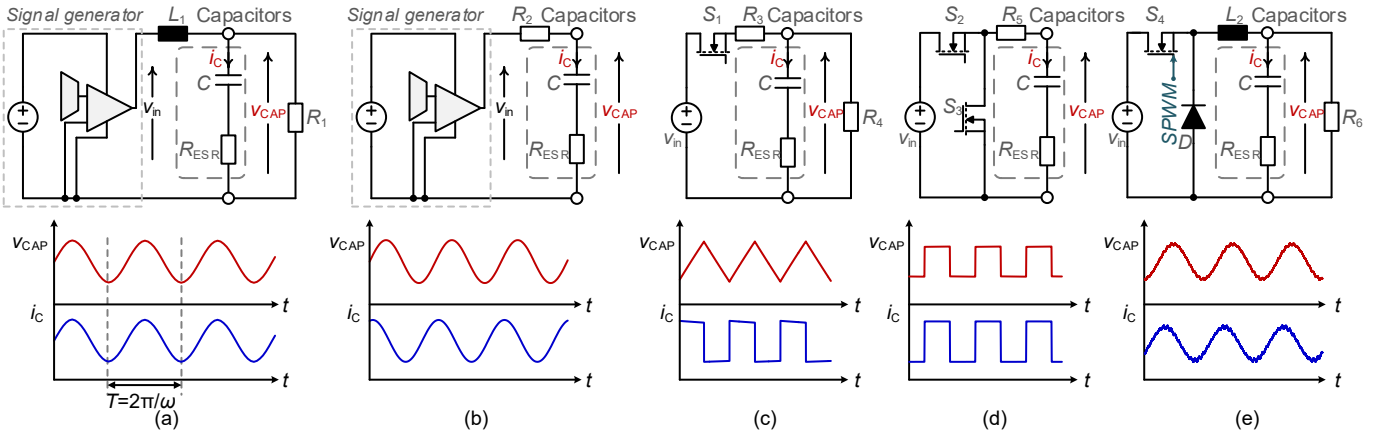 Signal generator L1 Capacitors
vin
iC
C
vCAP
R1
RESR
vCAP
iC
t
t
T=2π/ω
(a)
Signal generator R2 Capacitors
vin
iC
C
vCAP
RESR
vCAP
iC
t
t
(b)
S1 R3 Capacitors
vin
iC
C
vCAP
R4
RESR
vCAP
iC
t
t
(c)
S2 R5 Capacitors
S3
vin
iC
C
vCAP
RESR
vCAP
iC
t
t
(d)
S4 L2 Capacitors
SPWM
D
vin
iC
C
vCAP
R6
RESR
vCAP
iC
t
t
(e)